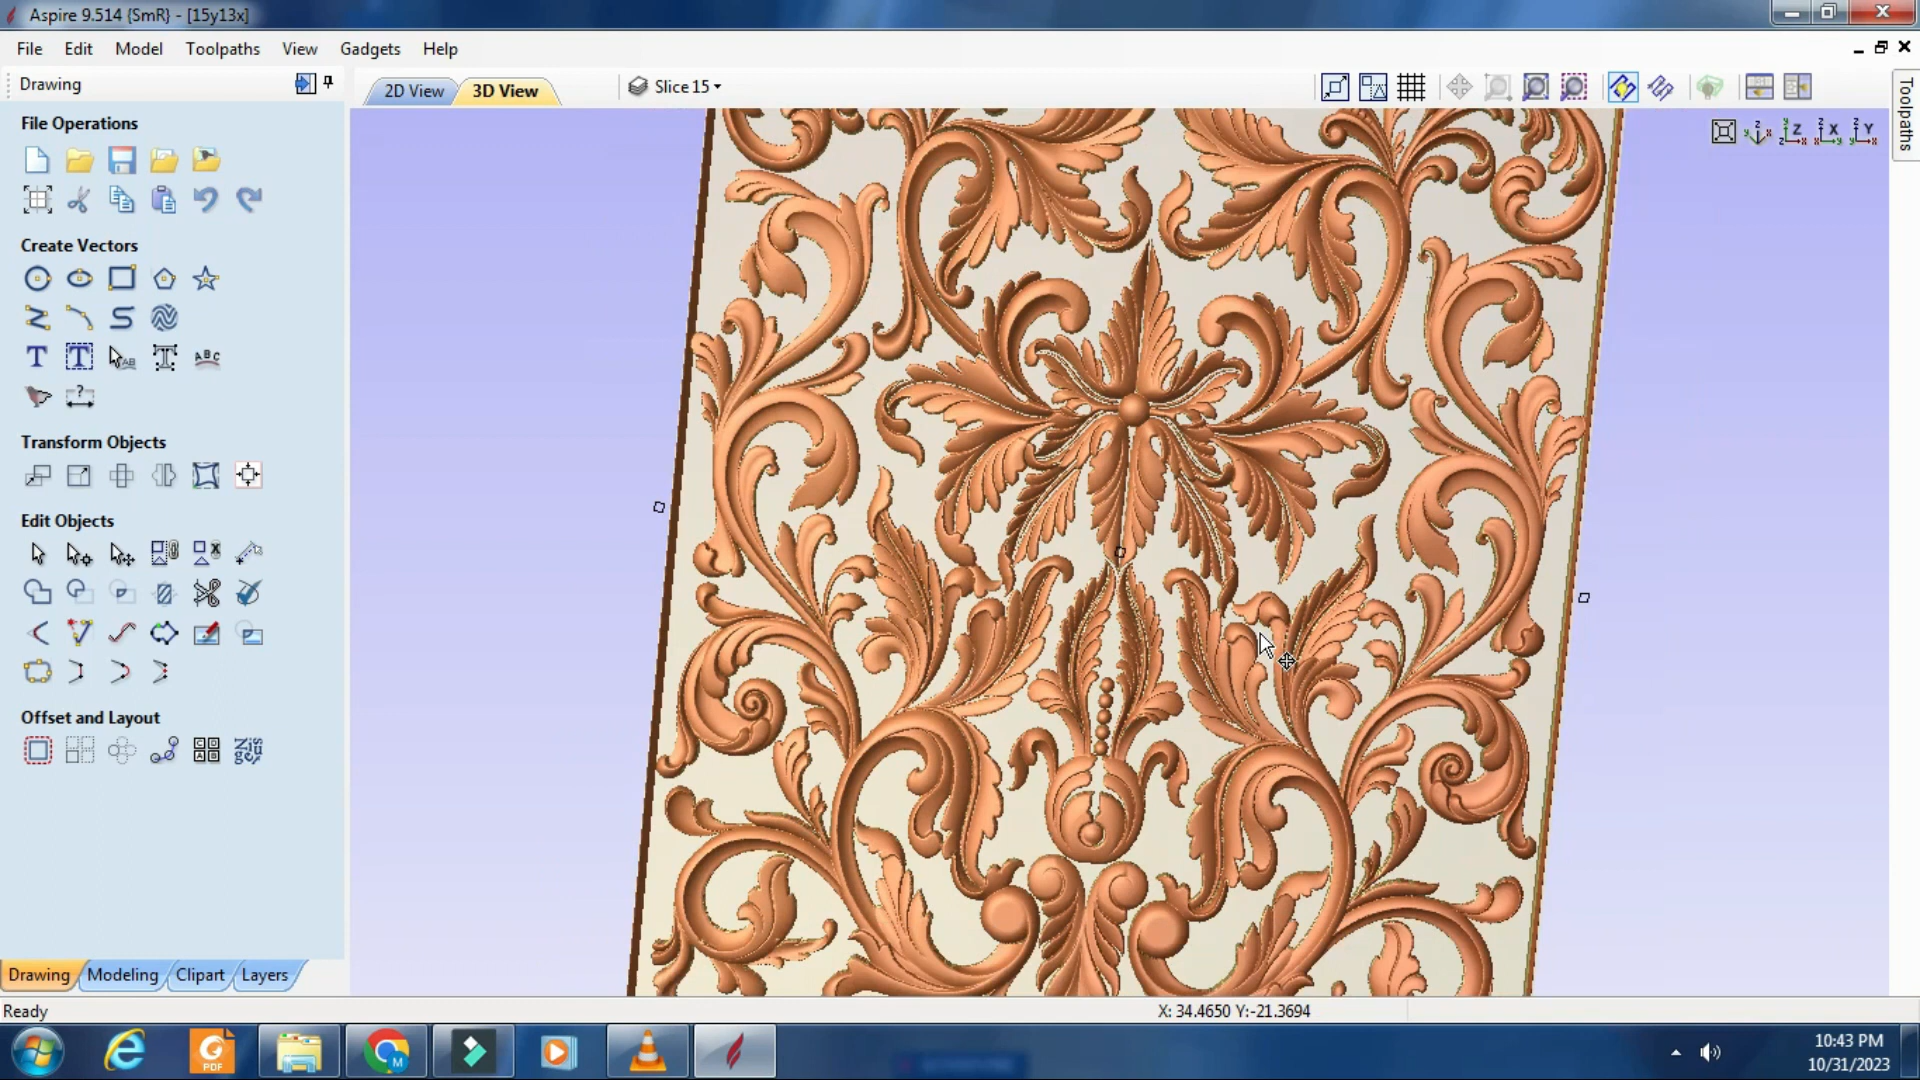 Aspire 9.514 {SmR} - [15y13x]
File Edit Model Toolpaths View Gadgets Help
Drawing
2D View 3D View Slice 15
Toolpaths
File Operations
Create Vectors
Transform Objects
Edit Objects
Offset and Layout
Drawing Modeling Clipart Layers
Ready
X: 34.4650 Y:-21.3694
10:43 PM
10/31/2023